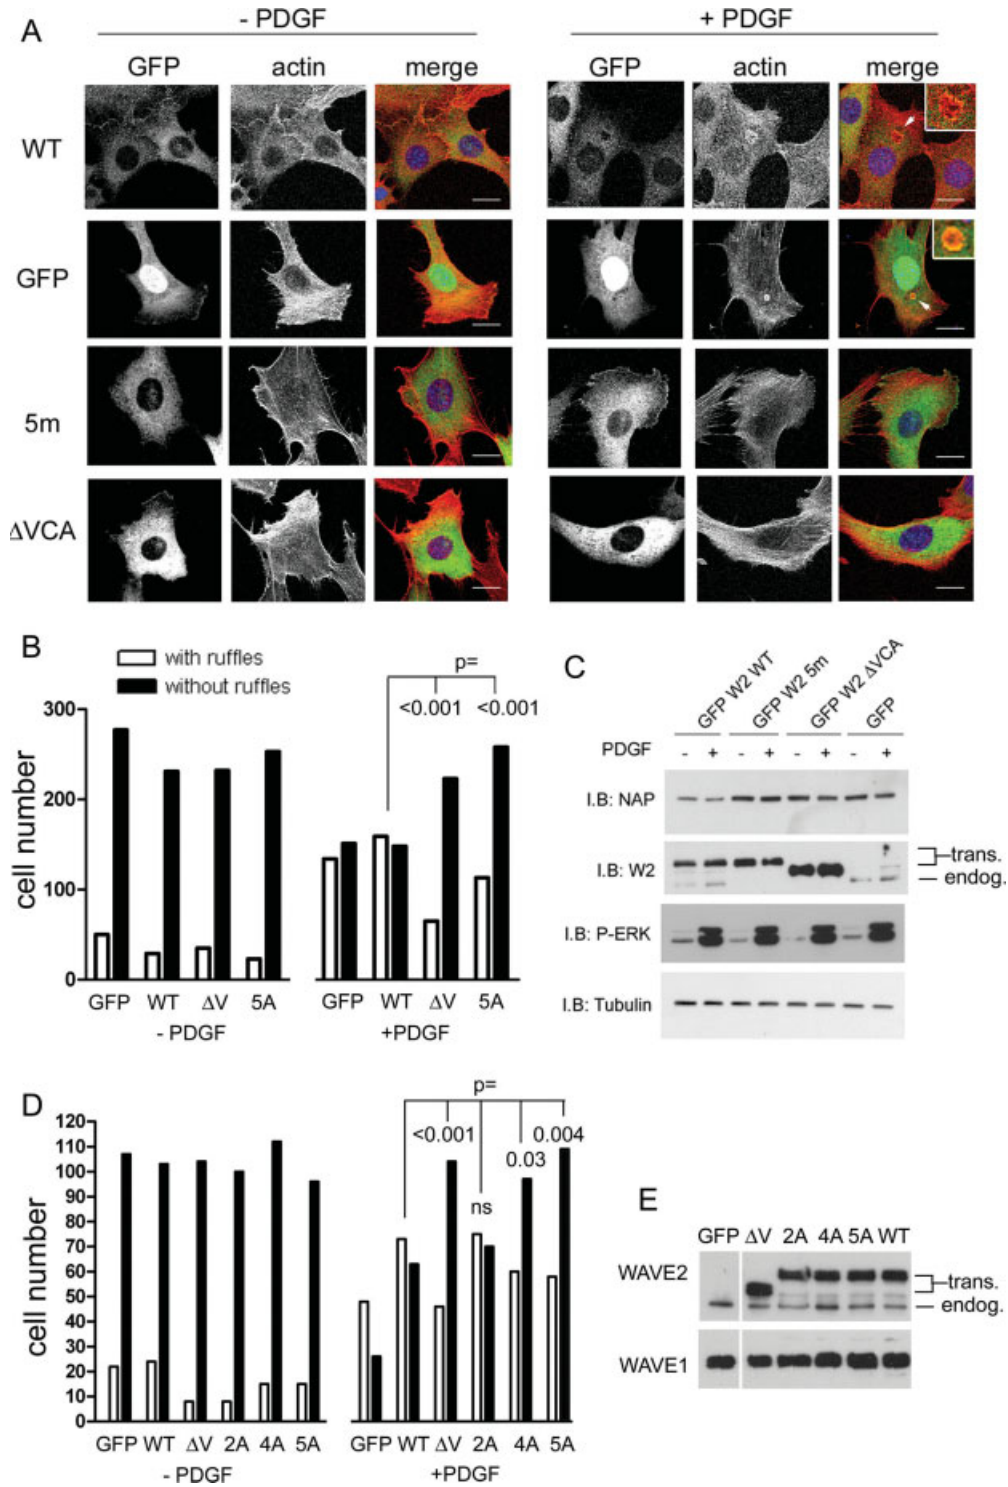 A
- PDGF
+ PDGF
GFP actin merge GFP actin merge
WT
GFP
5m
ΔVCA
B
with ruffles
without ruffles
p=
<0.001 <0.001
300
200
100
0
cell number
GFP WT ΔV 5A
GFP WT ΔV 5A
- PDGF
+PDGF
C
GFP W2 WT
GFP W2 5m
GFP W2 ΔVCA
GFP
PDGF - + - + - + - +
I.B: NAP
I.B: W2
trans.
endog.
I.B: P-ERK
I.B: Tubulin
D
p=
<0.001
ns
0.03
0.004
120
110
100
90
80
70
60
50
40
30
20
10
0
cell number
GFP WT ΔV 2A 4A 5A
GFP WT ΔV 2A 4A 5A
- PDGF
+PDGF
E
GFP ΔV 2A 4A 5A WT
WAVE2
trans.
endog.
WAVE1